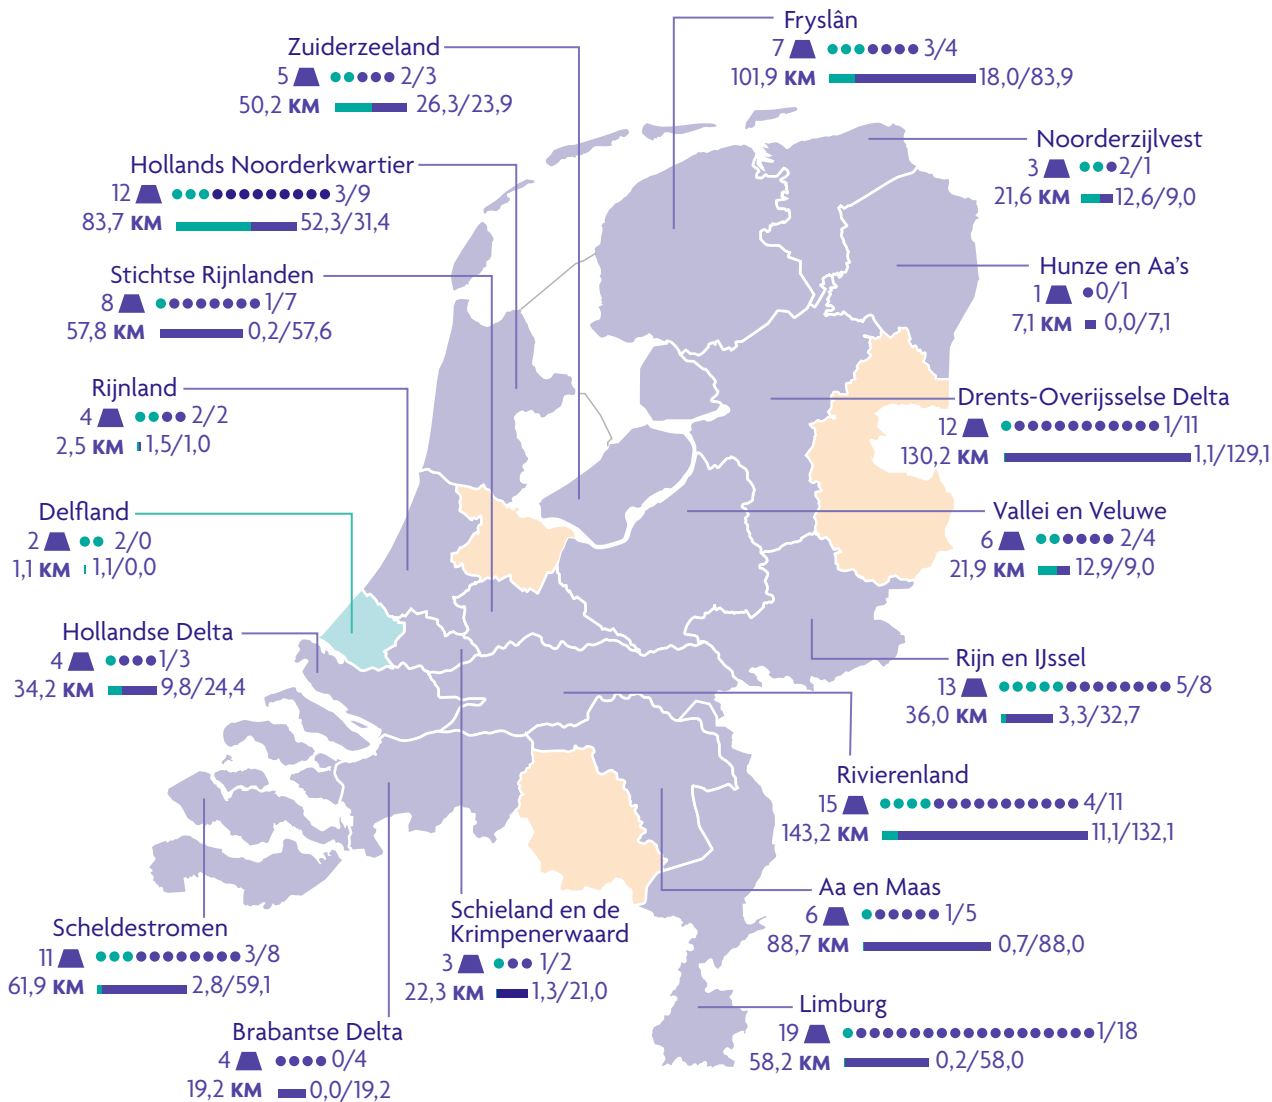 Fryslân
7 3/4
101,9 KM 18,0/83,9
Zuiderzeeland
5 2/3
50,2 KM 26,3/23,9
Noorderzijlvest
3 2/1
21,6 KM 12,6/9,0
Hollands Noorderkwartier
12 3/9
83,7 KM 52,3/31,4
Stichtse Rijnlanden
8 1/7
57,8 KM 0,2/57,6
Hunze en Aa's
1 0/1
7,1 KM 0,0/7,1
Rijnland
4 2/2
2,5 KM 1,5/1,0
Drents-Overijsselse Delta
12 1/11
130,2 KM 1,1/129,1
Delfland
2 2/0
1,1 KM 1,1/0,0
Vallei en Veluwe
6 2/4
21,9 KM 12,9/9,0
Hollandse Delta
4 1/3
34,2 KM 9,8/24,4
Rijn en IJssel
13 5/8
36,0 KM 3,3/32,7
Rivierenland
15 4/11
143,2 KM 11,1/132,1
Aa en Maas
6 1/5
88,7 KM 0,7/88,0
Scheldestromen
11 3/8
61,9 KM 2,8/59,1
Schieland en de
Krimpenerwaard
3 1/2
22,3 KM 1,3/21,0
Limburg
19 1/18
58,2 KM 0,2/58,0
Brabantse Delta
4 0/4
19,2 KM 0,0/19,2